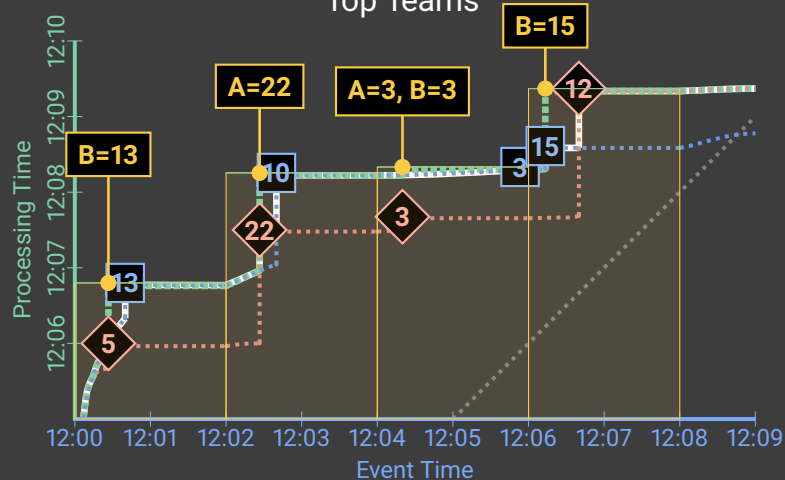 Top Teams
B=15
A=22
A=3, B=3
B=13
12
15
10
3
22
3
13
5
Processing Time
12:10
12:09
12:08
12:07
12:06
12:00 12:01 12:02 12:03 12:04 12:05 12:06 12:07 12:08 12:09
Event Time